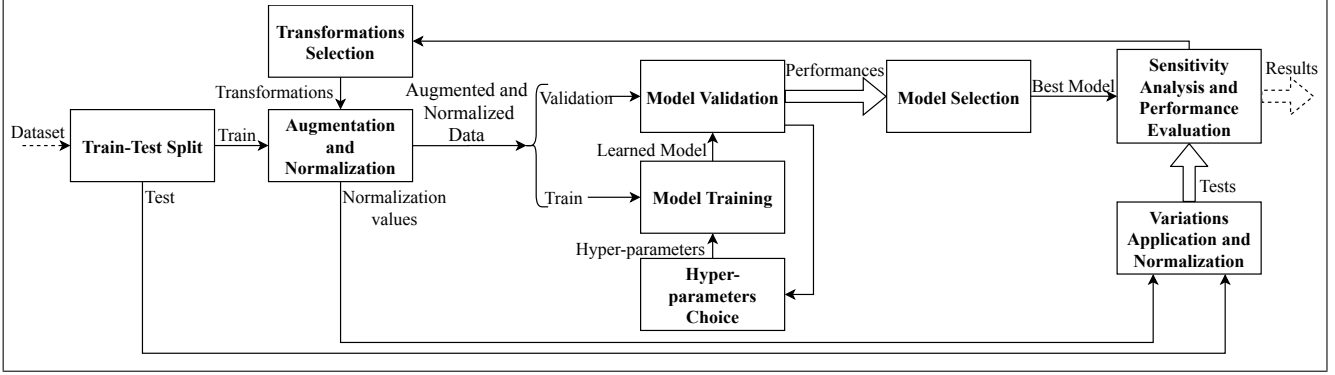 Transformations
Selection
Transformations
Dataset
Train-Test Split
Train
Augmentation
and
Normalization
Augmented and
Normalized
Data
Validation
Train
Model Validation
Learned Model
Model Training
Hyper-parameters
Hyper-
parameters
Choice
Performances
Model Selection
Best Model
Sensitivity
Analysis and
Performance
Evaluation
Results
Tests
Variations
Application and
Normalization
Test
Normalization
values